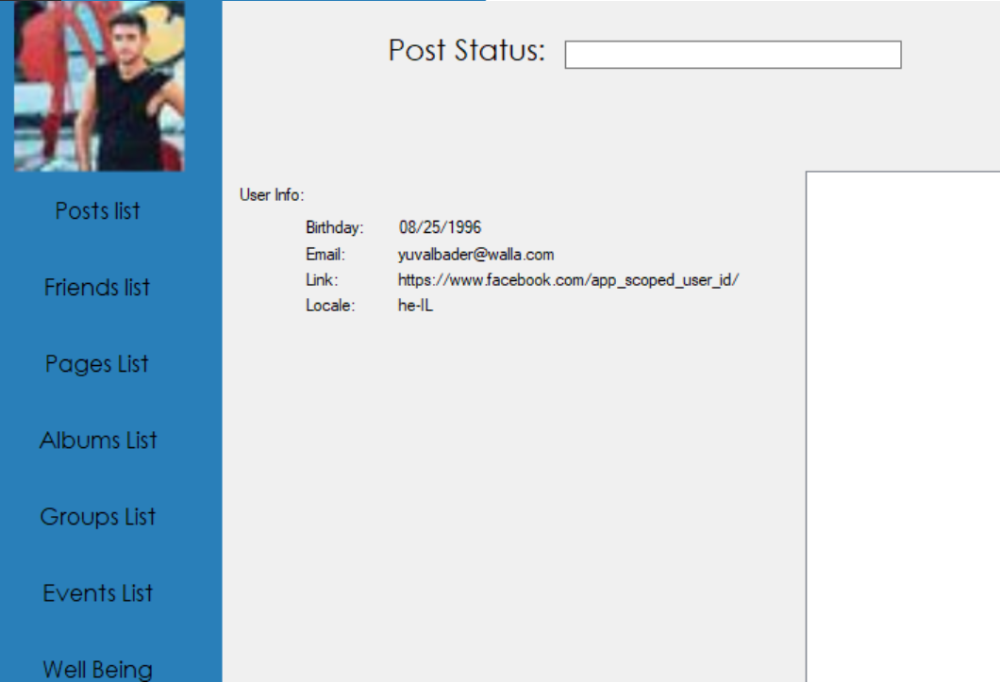 Post Status:
Posts list
Friends list
Pages List
Albums List
Groups List
Events List
Well Being
User Info:
Birthday: 08/25/1996
Email: yuvalbader@walla.com
Link: https://www.facebook.com/app_scoped_user_id/
Locale: he-IL